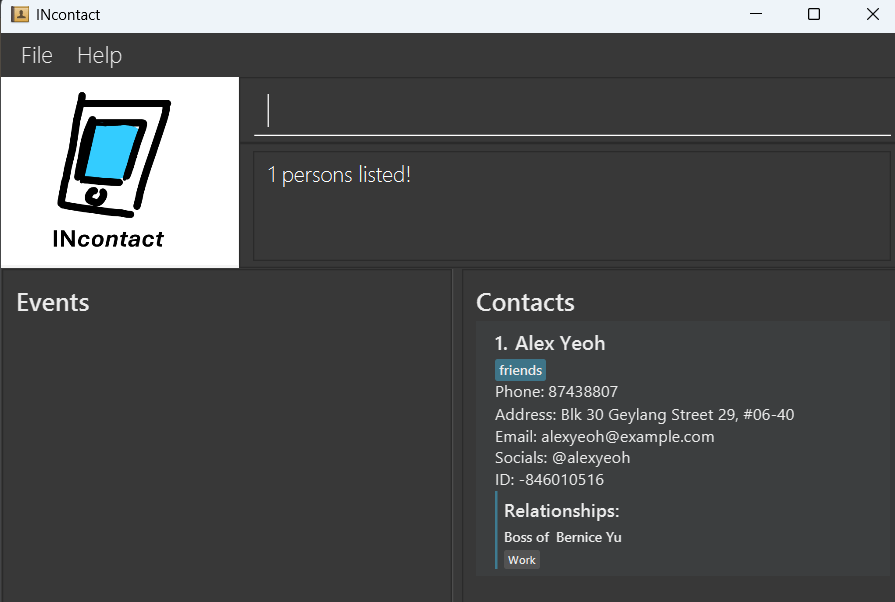 INcontact
File Help
INcontact
1 persons listed!
Events
Contacts
1. Alex Yeoh
friends
Phone: 87438807
Address: Blk 30 Geylang Street 29, #06-40
Email: alexyeoh@example.com
Socials: @alexyeoh
ID: -846010516
Relationships:
Boss of Bernice Yu
Work